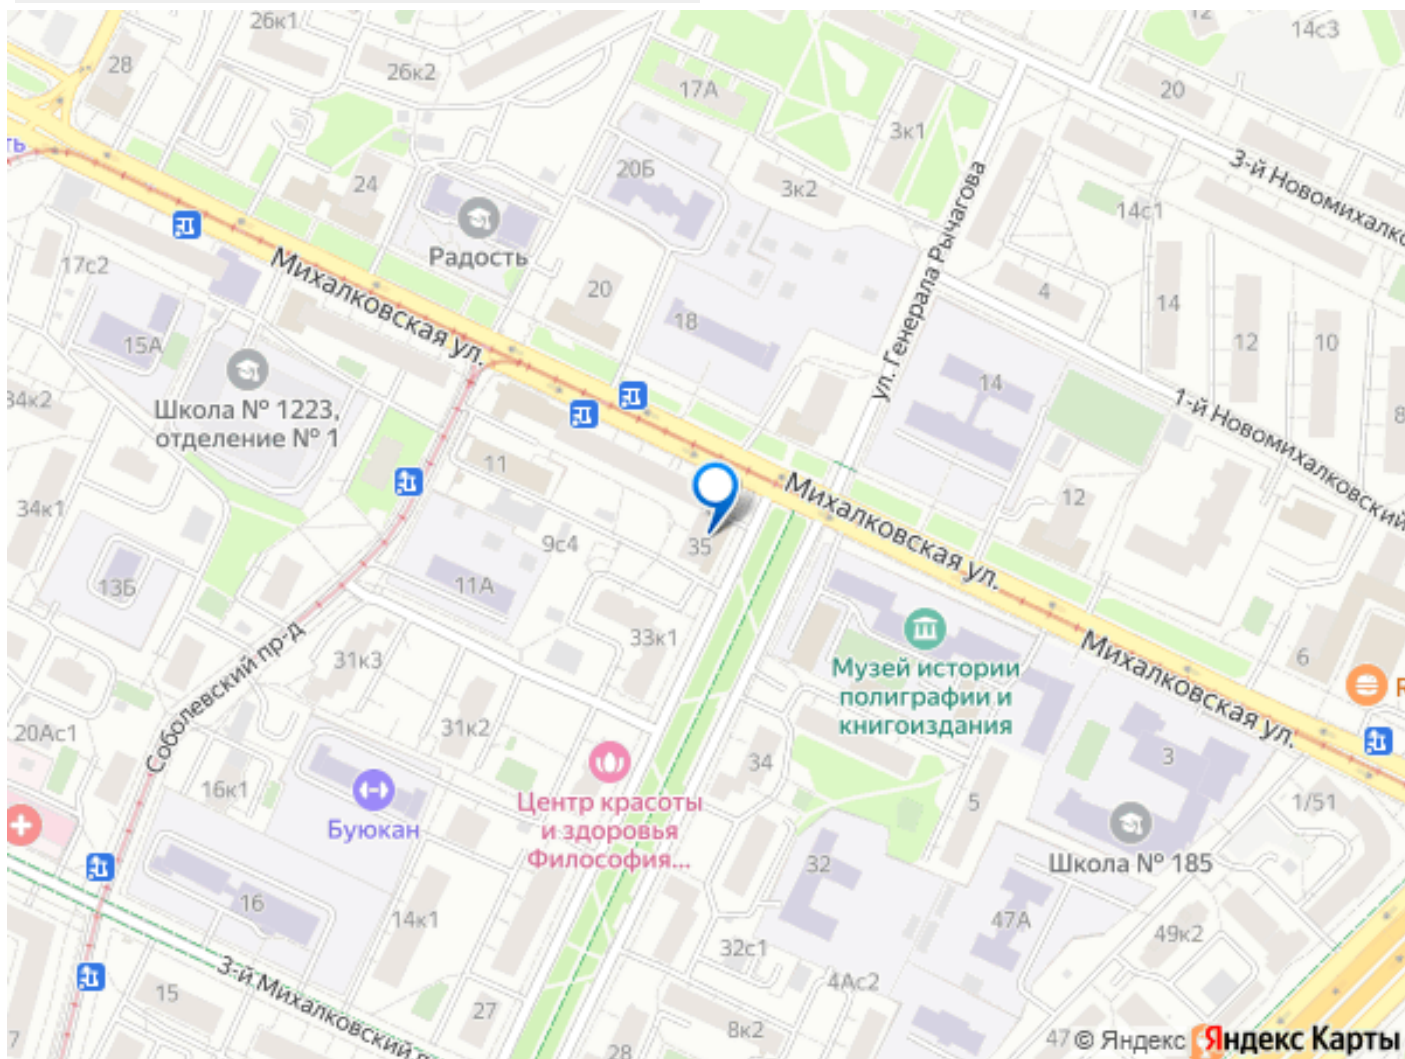 26к1
12
14с3
28
26к2
17А
20
3к1
ть
24
20Б
3к2
ул. Генерала Рычагова
3-й Новомихалко
14с1
Радость
17с2
Михалковская ул.
20
4
14
18
12
10
15А
14
1-й Новомихалковский
34к2
Школа № 1223,
отделение № 1
8
11
Михалковская ул.
12
34к1
9с4
35
13Б
11А
33к1
Музей истории
полиграфии и
книгоиздания
Михалковская ул.
6
R
Соболевский пр-д
31к3
20Ас1
31к2
16к1
34
3
5
1/51
Центр красоты
и здоровья
Философия...
Буюкан
Школа № 185
32
16
14к1
47А
49к2
32с1
4Ас2
3-й Михалковский п
15
27
8к2
7
28
47
© Яндекс
Яндекс Карты